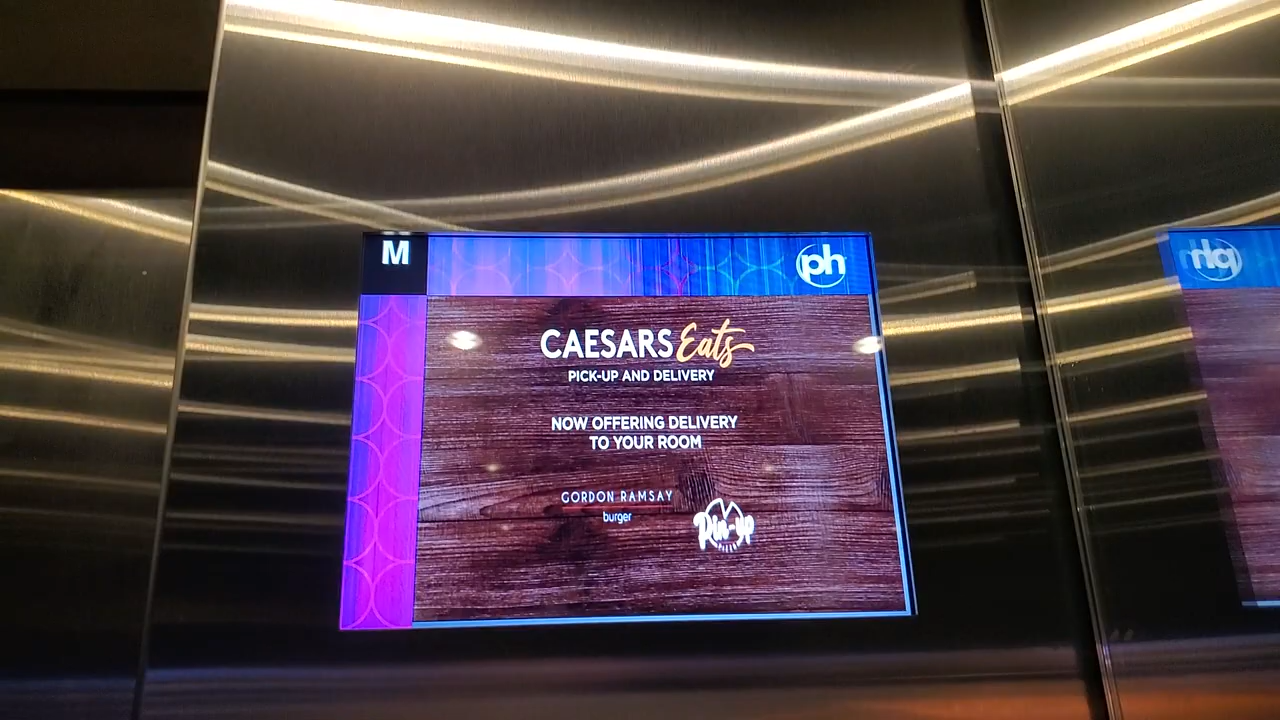 M
ph
CAESARS Eats
PICK-UP AND DELIVERY
NOW OFFERING DELIVERY
TO YOUR ROOM
GORDON RAMSAY
burger
Pin-up